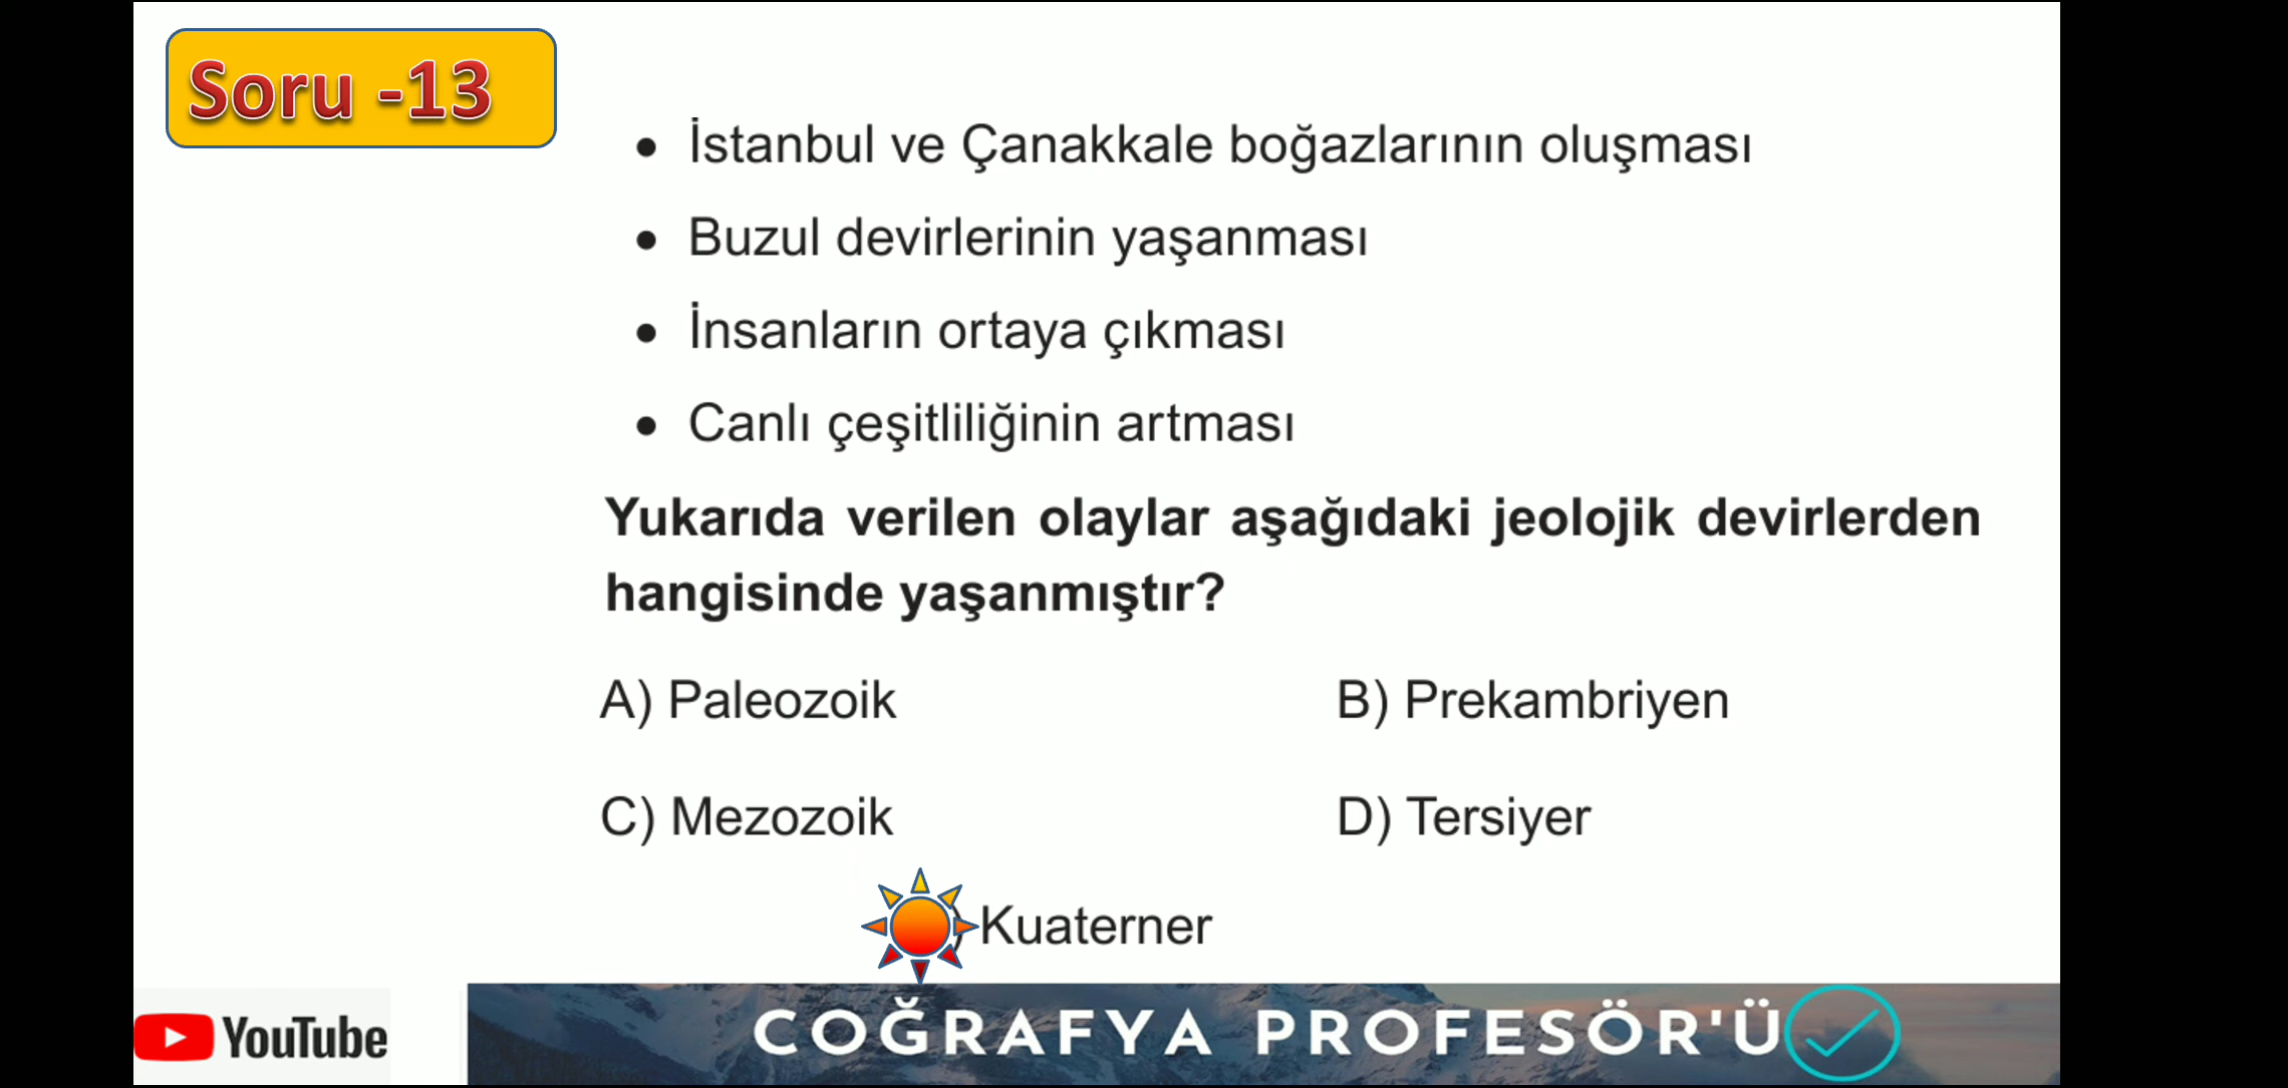 Soru -13
• İstanbul ve Çanakkale boğazlarının oluşması
• Buzul devirlerinin yaşanması
• İnsanların ortaya çıkması
• Canlı çeşitliliğinin artması
Yukarıda verilen olaylar aşağıdaki jeolojik devirlerden
hangisinde yaşanmıştır?
A) Paleozoik B) Prekambriyen
C) Mezozoik D) Tersiyer
) Kuaterner
YouTube
COĞRAFYA PROFESÖR'Ü